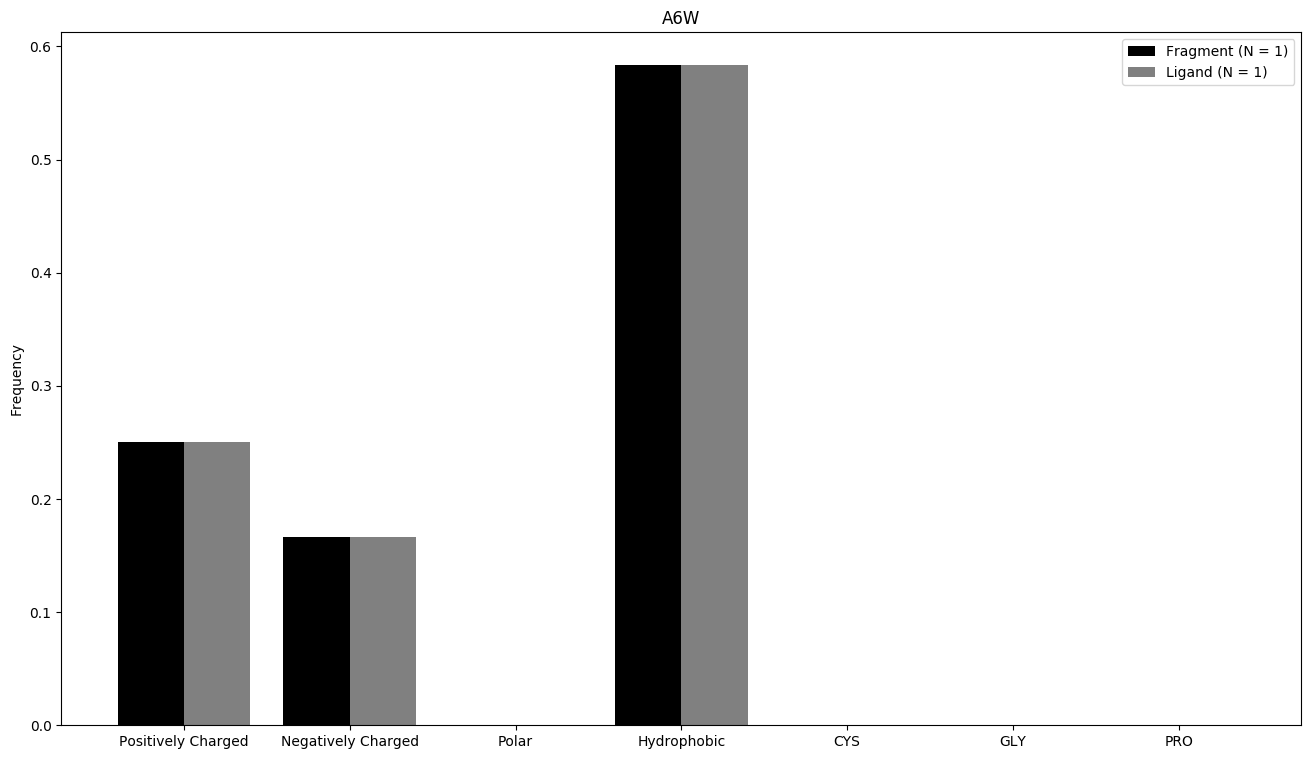 A6W
Fragment (N = 1)
Ligand (N = 1)
Frequency
0.6
0.5
0.4
0.3
0.2
0.1
0.0
Positively Charged
Negatively Charged
Polar
Hydrophobic
CYS
GLY
PRO